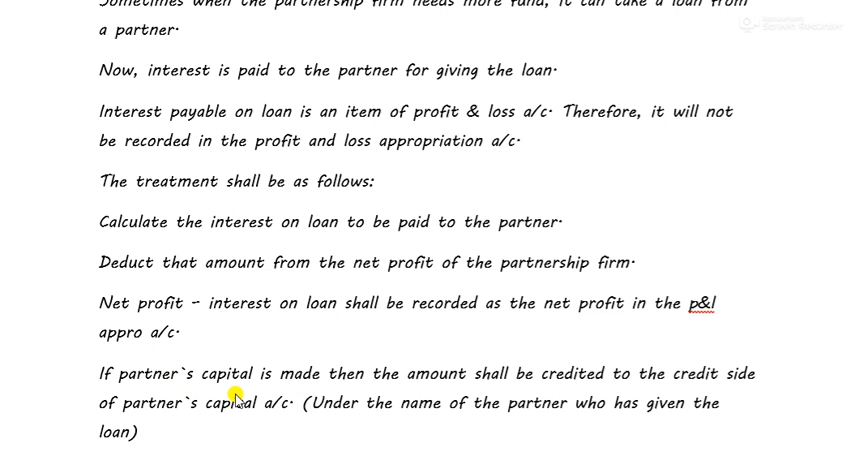 Sometimes when the partnership firm needs more fund, it can take a loan from
a partner.
Now, interest is paid to the partner for giving the loan.
Interest payable on loan is an item of profit & loss a/c. Therefore, it will not
be recorded in the profit and loss appropriation a/c.
The treatment shall be as follows:
Calculate the interest on loan to be paid to the partner.
Deduct that amount from the net profit of the partnership firm.
Net profit - interest on loan shall be recorded as the net profit in the p&l
appro a/c.
If partner`s capital is made then the amount shall be credited to the credit side
of partner`s capital a/c. (Under the name of the partner who has given the
loan)
Screen Recorder